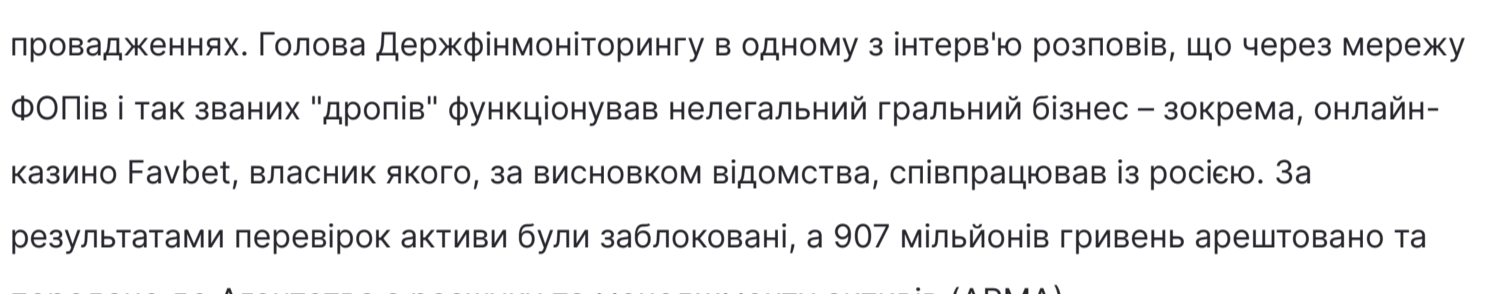 провадженнях. Голова Держфінмоніторингу в одному з інтерв'ю розповів, що через мережу
ФОПів і так званих "дропів" функціонував нелегальний гральний бізнес – зокрема, онлайн-
казино Favbet, власник якого, за висновком відомства, співпрацював із росією. За
результатами перевірок активи були заблоковані, а 907 мільйонів гривень арештовано та